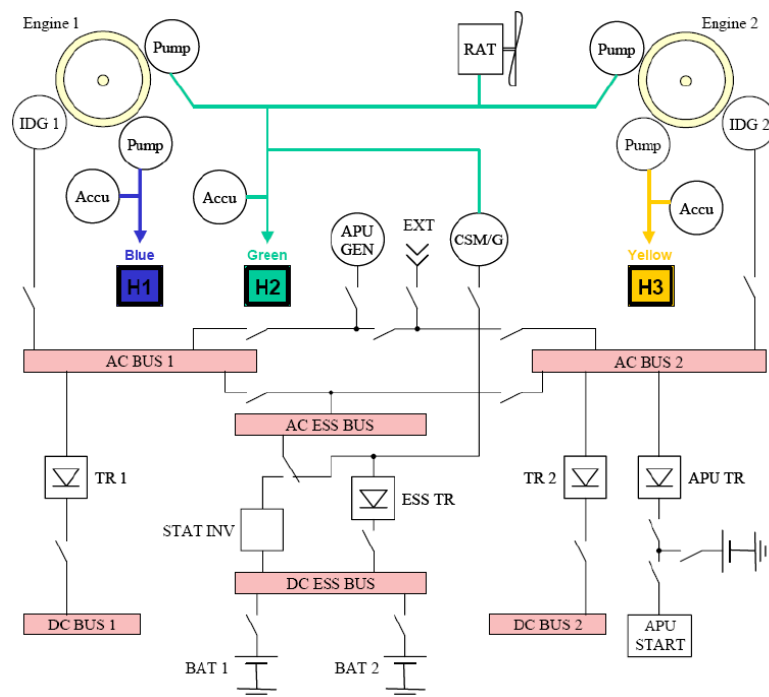 Engine 1
Pump
RAT
Pump
Engine 2
IDG 1
Pump
Pump
IDG 2
Accu
Accu
APU
GEN
EXT
CSM/G
Accu
Blue
Green
Yellow
H1
H2
H3
AC BUS 1
AC BUS 2
AC ESS BUS
TR 1
ESS TR
TR 2
APU TR
STAT INV
DC ESS BUS
DC BUS 1
DC BUS 2
APU
START
BAT 1
BAT 2